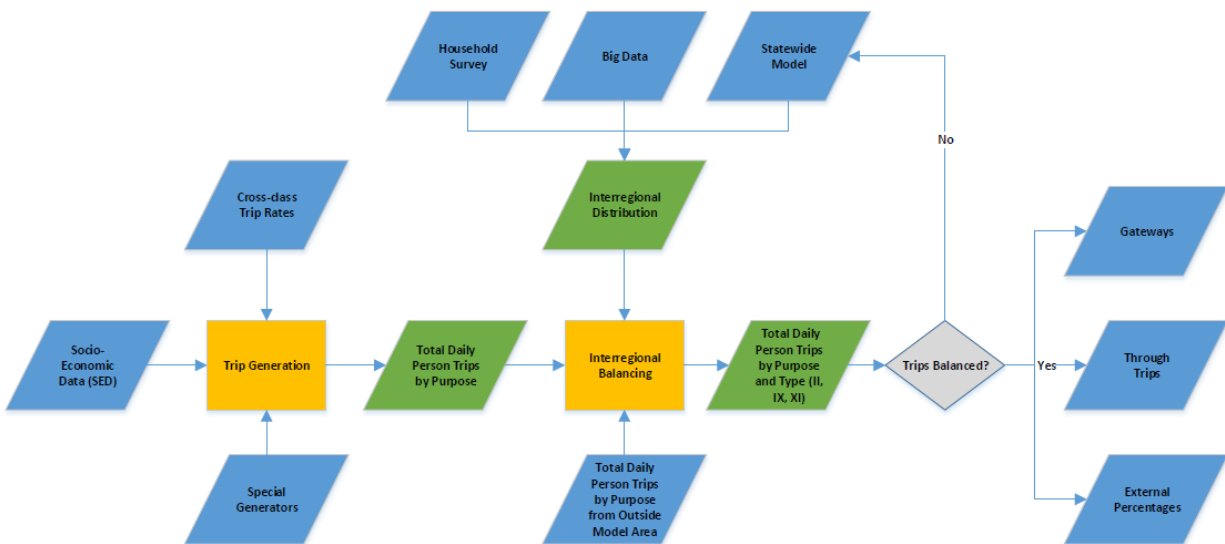 Household
Survey
Big Data
Statewide
Model
No
Cross-class
Trip Rates
Interregional
Distribution
Gateways
Socio-
Economic
Data (SED)
Trip Generation
Total Daily
Person Trips
by Purpose
Interregional
Balancing
Total Daily
Person Trips
by Purpose
and Type (II,
IX, XI)
Trips Balanced?
Yes
Through
Trips
Special
Generators
Total Daily
Person Trips
by Purpose
from Outside
Model Area
External
Percentages